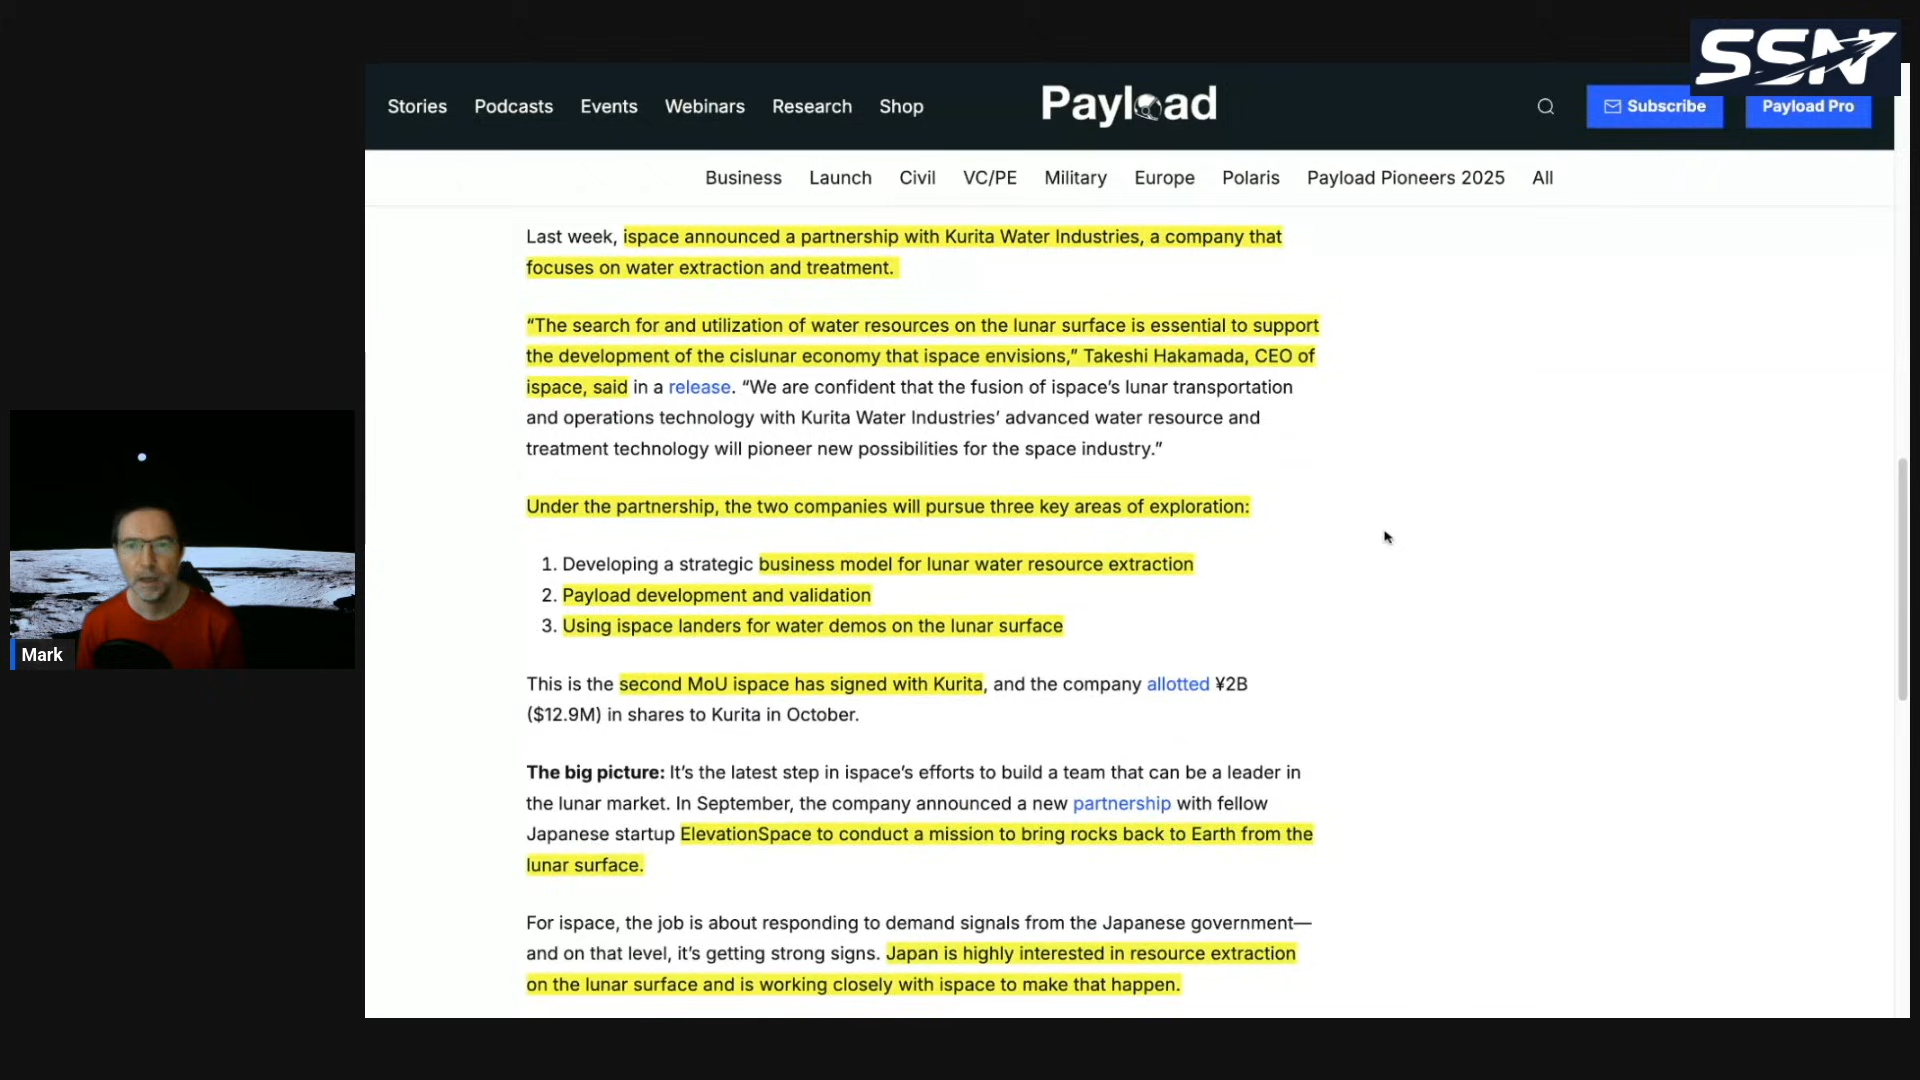 SSN
Stories Podcasts Events Webinars Research Shop Payload Subscribe Payload Pro
Business Launch Civil VC/PE Military Europe Polaris Payload Pioneers 2025 All
Last week, ispace announced a partnership with Kurita Water Industries, a company that
focuses on water extraction and treatment.
“The search for and utilization of water resources on the lunar surface is essential to support
the development of the cislunar economy that ispace envisions,” Takeshi Hakamada, CEO of
ispace, said in a release. “We are confident that the fusion of ispace’s lunar transportation
and operations technology with Kurita Water Industries’ advanced water resource and
treatment technology will pioneer new possibilities for the space industry.”
Under the partnership, the two companies will pursue three key areas of exploration:
1. Developing a strategic business model for lunar water resource extraction
2. Payload development and validation
3. Using ispace landers for water demos on the lunar surface
This is the second MoU ispace has signed with Kurita, and the company allotted ¥2B
($12.9M) in shares to Kurita in October.
The big picture: It’s the latest step in ispace’s efforts to build a team that can be a leader in
the lunar market. In September, the company announced a new partnership with fellow
Japanese startup ElevationSpace to conduct a mission to bring rocks back to Earth from the
lunar surface.
For ispace, the job is about responding to demand signals from the Japanese government—
and on that level, it’s getting strong signs. Japan is highly interested in resource extraction
on the lunar surface and is working closely with ispace to make that happen.
Mark